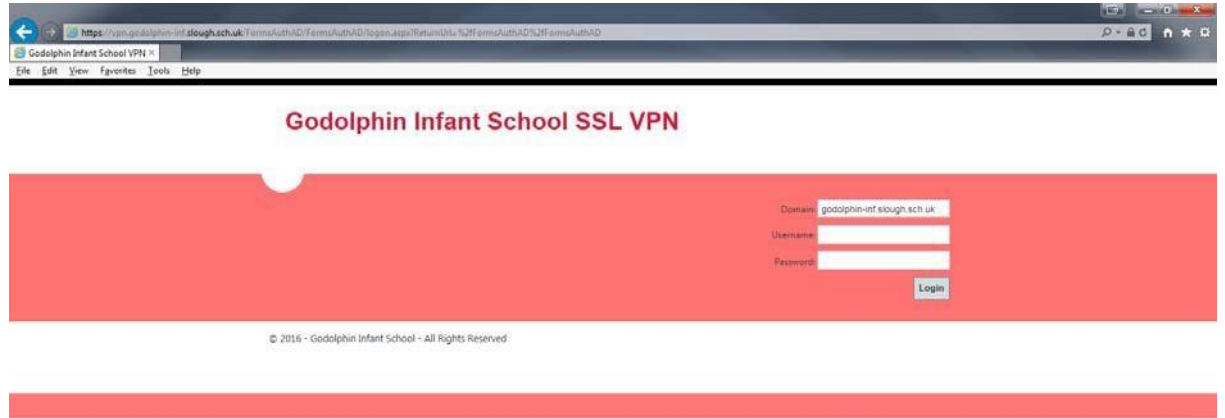 https://vpn.godolphin-inf.slough.sch.uk/FormsAuthAD/FormsAuthAD/logon.aspx?ReturnUrl=%2fFormsAuthAD%2fFormsAuthAD
Godolphin Infant School VPN
File Edit View Favorites Tools Help
Godolphin Infant School SSL VPN
Domain: godolphin-inf.slough.sch.uk
Username:
Password:
Login
© 2016 - Godolphin Infant School - All Rights Reserved